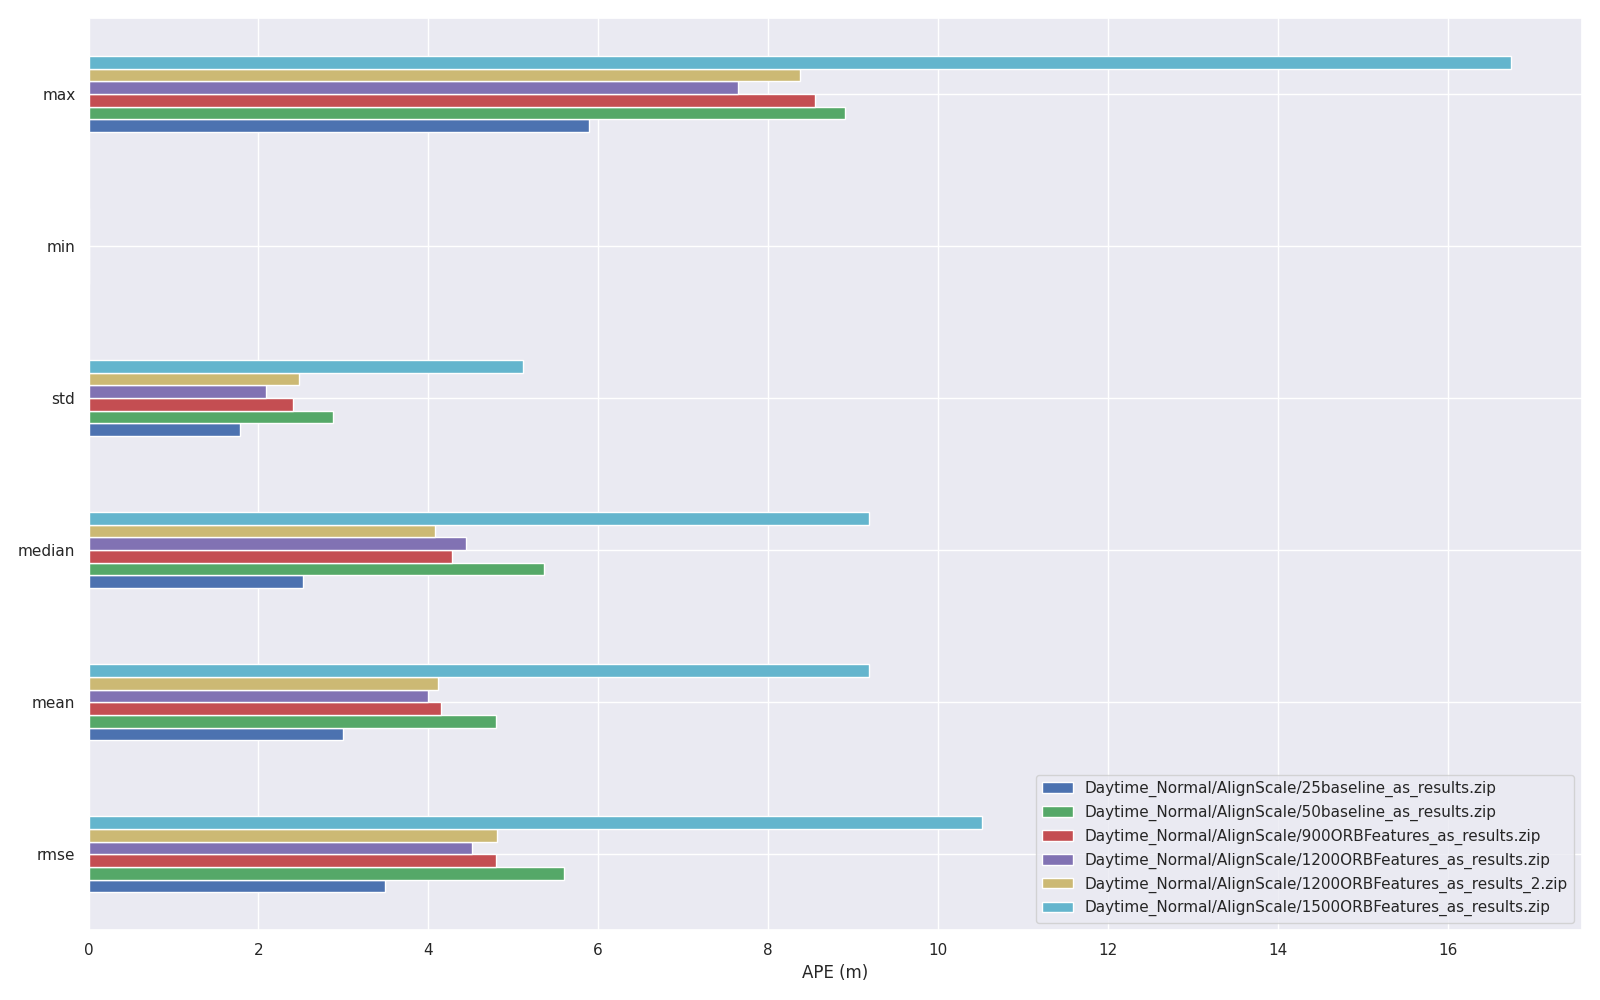 max
min
std
median
mean
rmse
Daytime_Normal/AlignScale/25baseline_as_results.zip
Daytime_Normal/AlignScale/50baseline_as_results.zip
Daytime_Normal/AlignScale/900ORBFeatures_as_results.zip
Daytime_Normal/AlignScale/1200ORBFeatures_as_results.zip
Daytime_Normal/AlignScale/1200ORBFeatures_as_results_2.zip
Daytime_Normal/AlignScale/1500ORBFeatures_as_results.zip
0 2 4 6 8 10 12 14 16
APE (m)